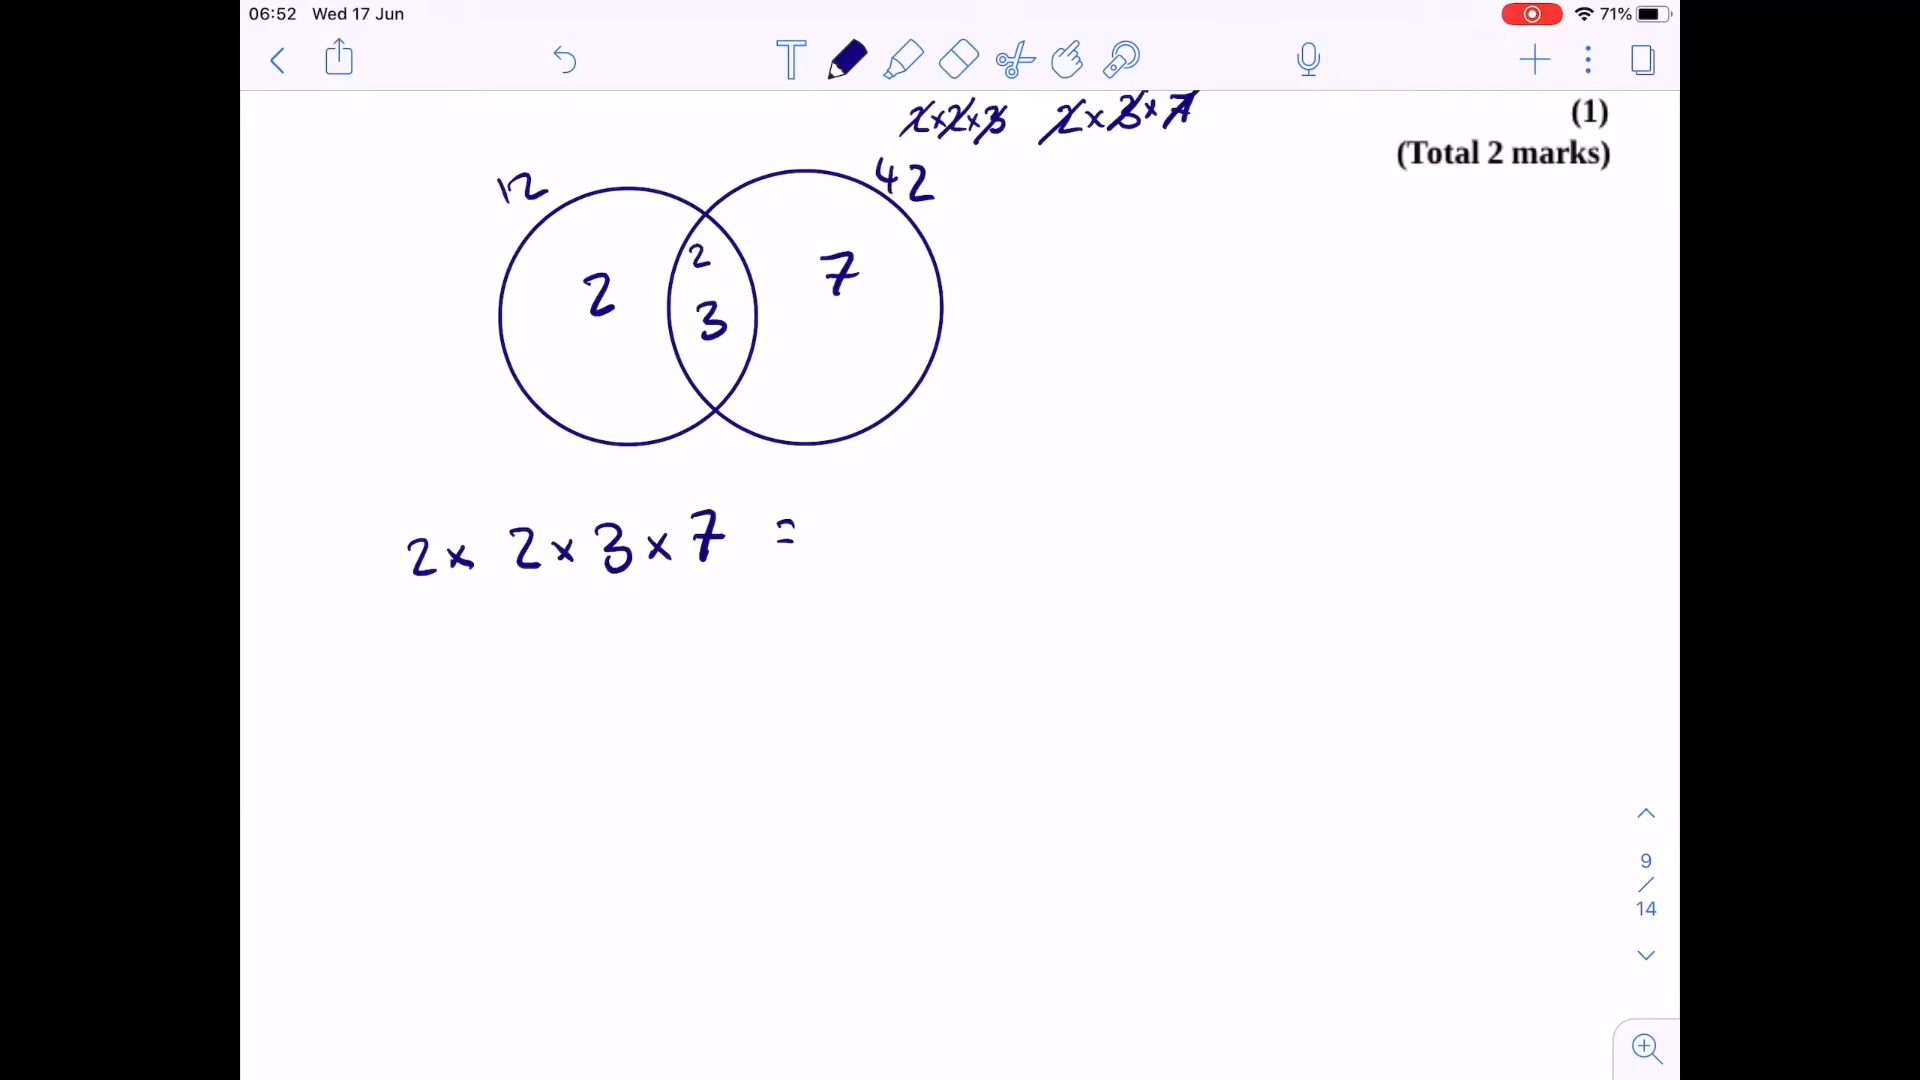 06:52 Wed 17 Jun 71%
T
2×2×3 2×3×7 (1)
(Total 2 marks)
12 42
2 2 3 7
2 × 2 × 3 × 7 =
9
/
14